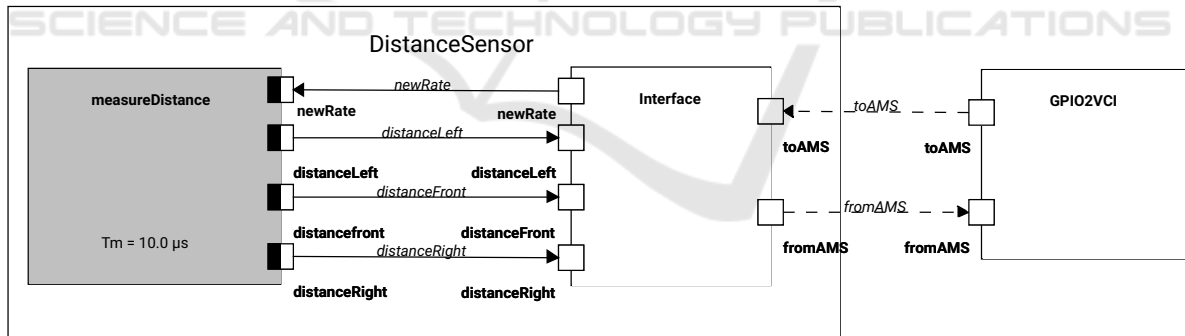 SCIENCE AND TECHNOLOGY PUBLICATIONS
DistanceSensor
measureDistance
Tm = 10.0 µs
newRate
newRate
newRate
distanceLeft
distanceLeft
distanceLeft
distanceFront
distancefront
distanceFront
distanceRight
distanceRight
distanceRight
Interface
toAMS
toAMS
toAMS
fromAMS
fromAMS
fromAMS
GPIO2VCI